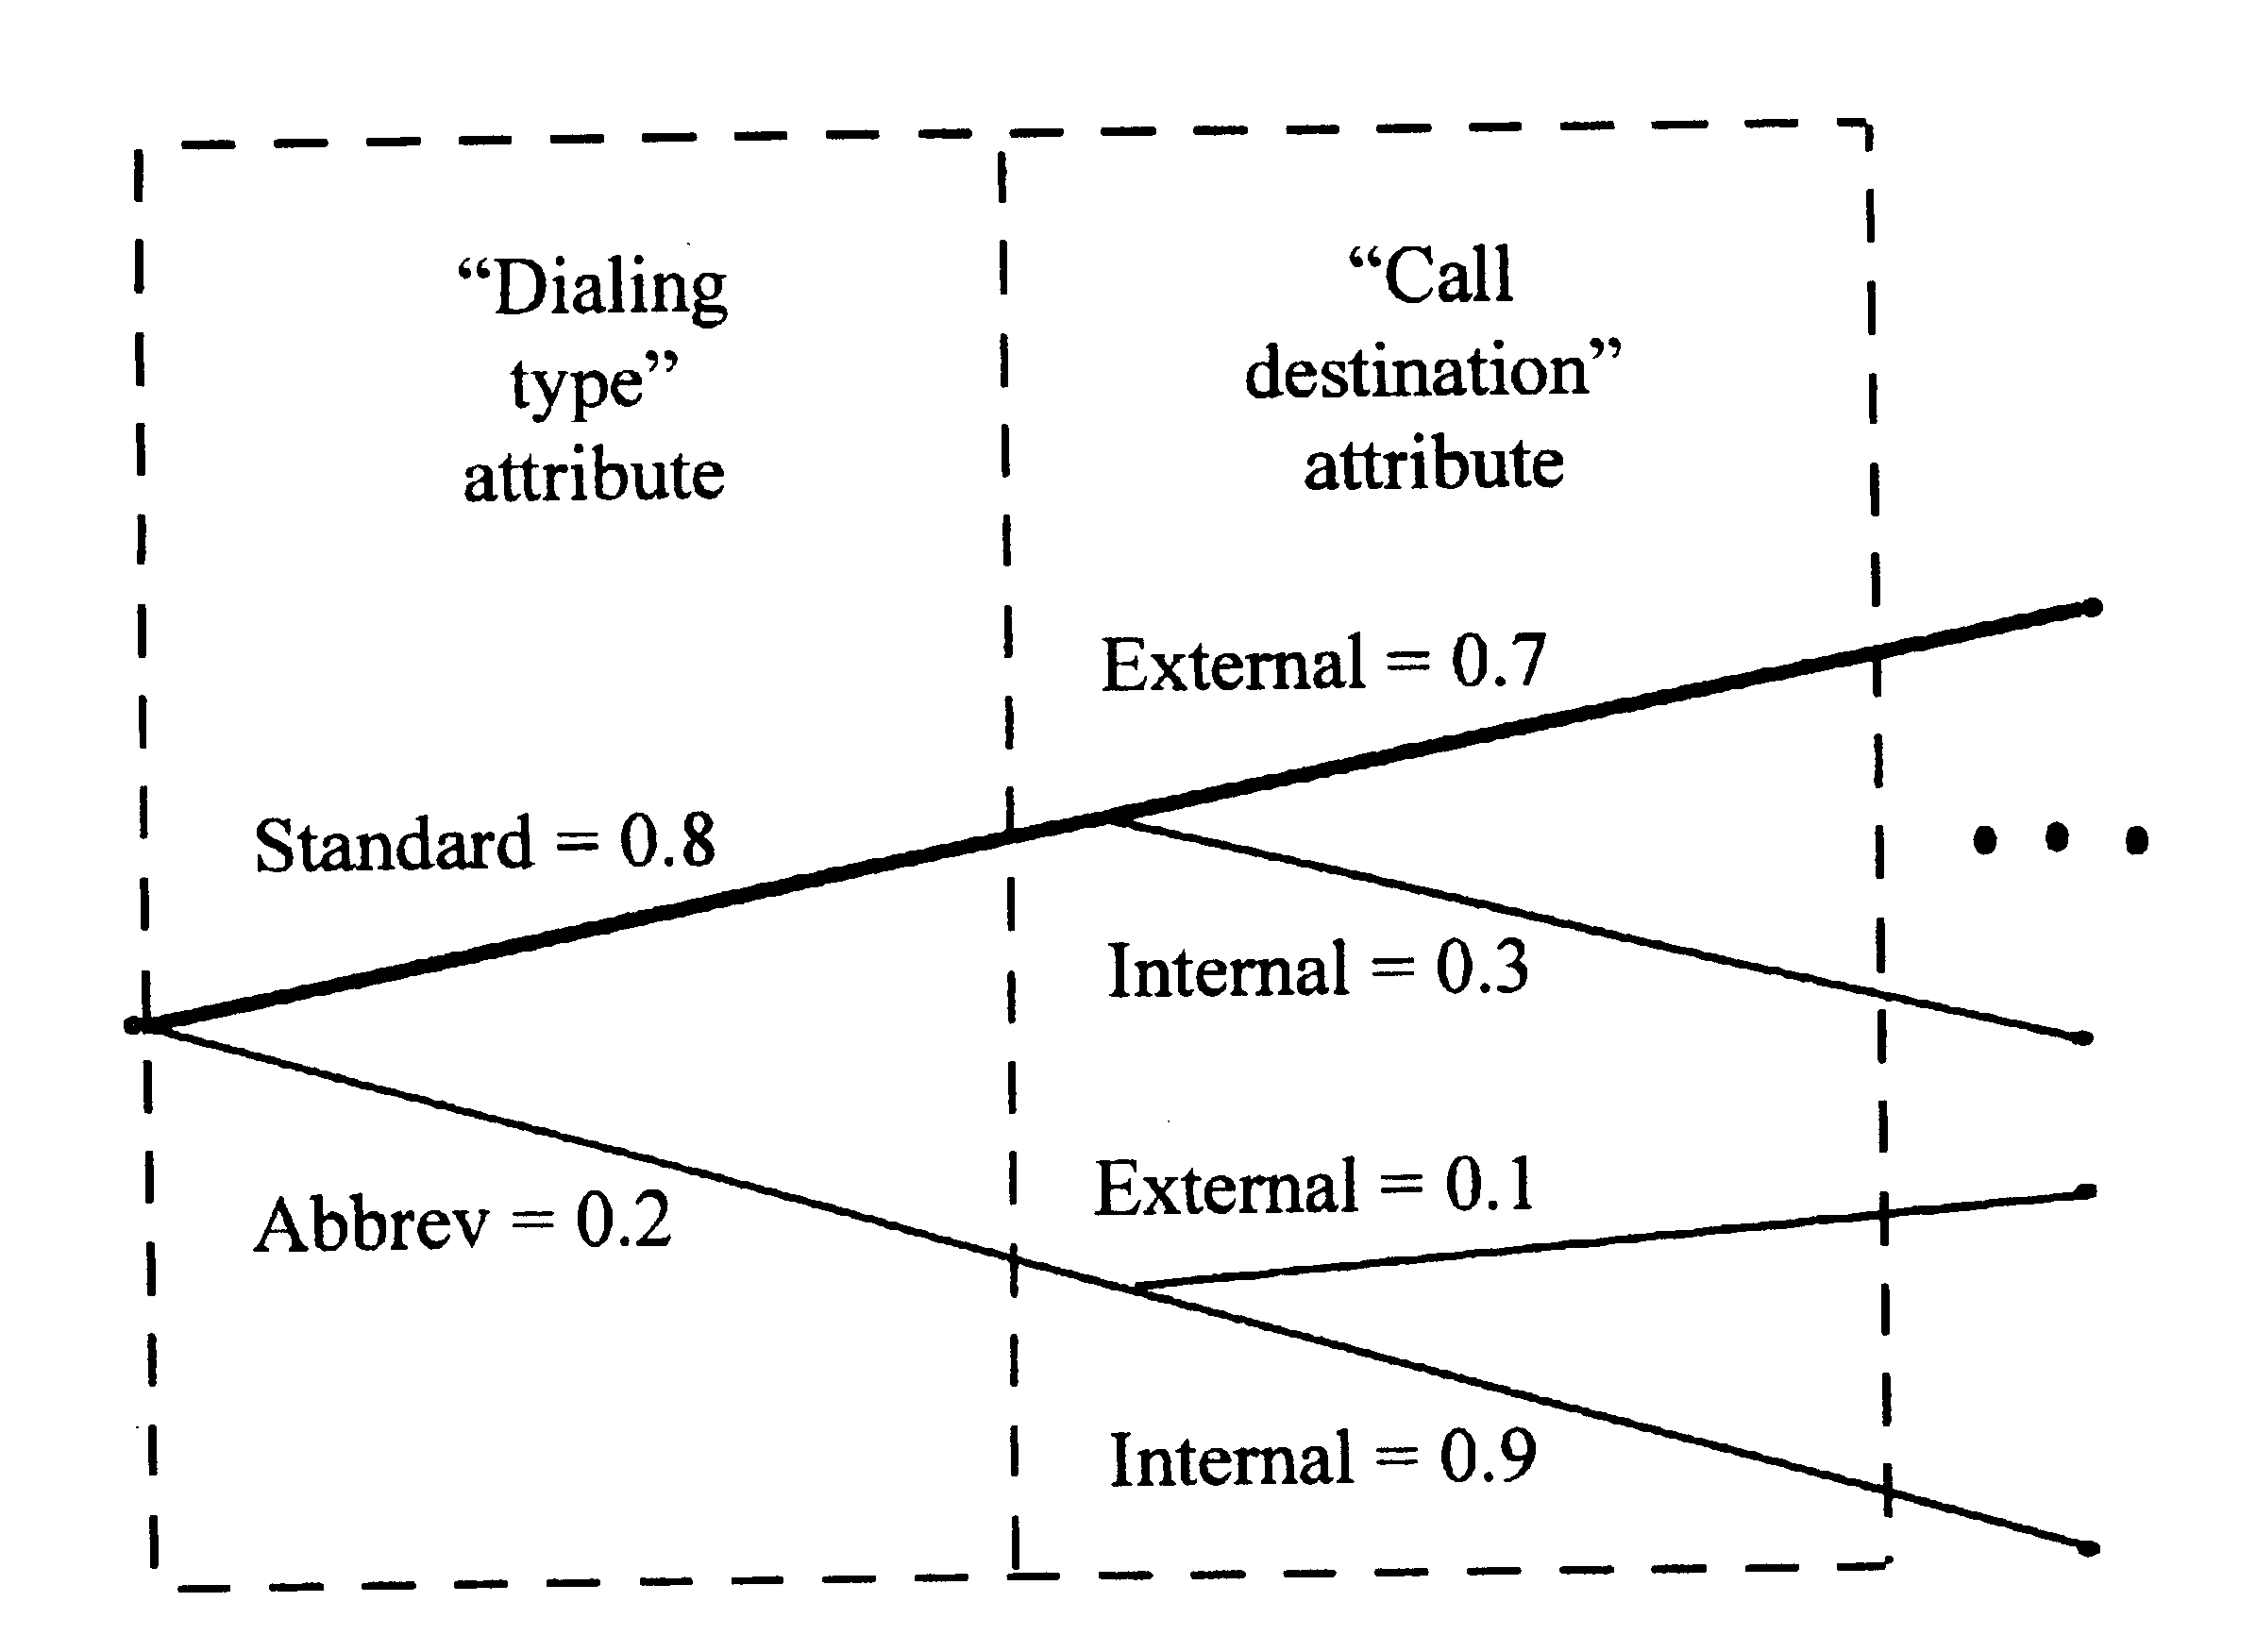 “Dialing
type”
attribute
“Call
destination”
attribute
External = 0.7
Standard = 0.8
Internal = 0.3
External = 0.1
Abbrev = 0.2
Internal = 0.9